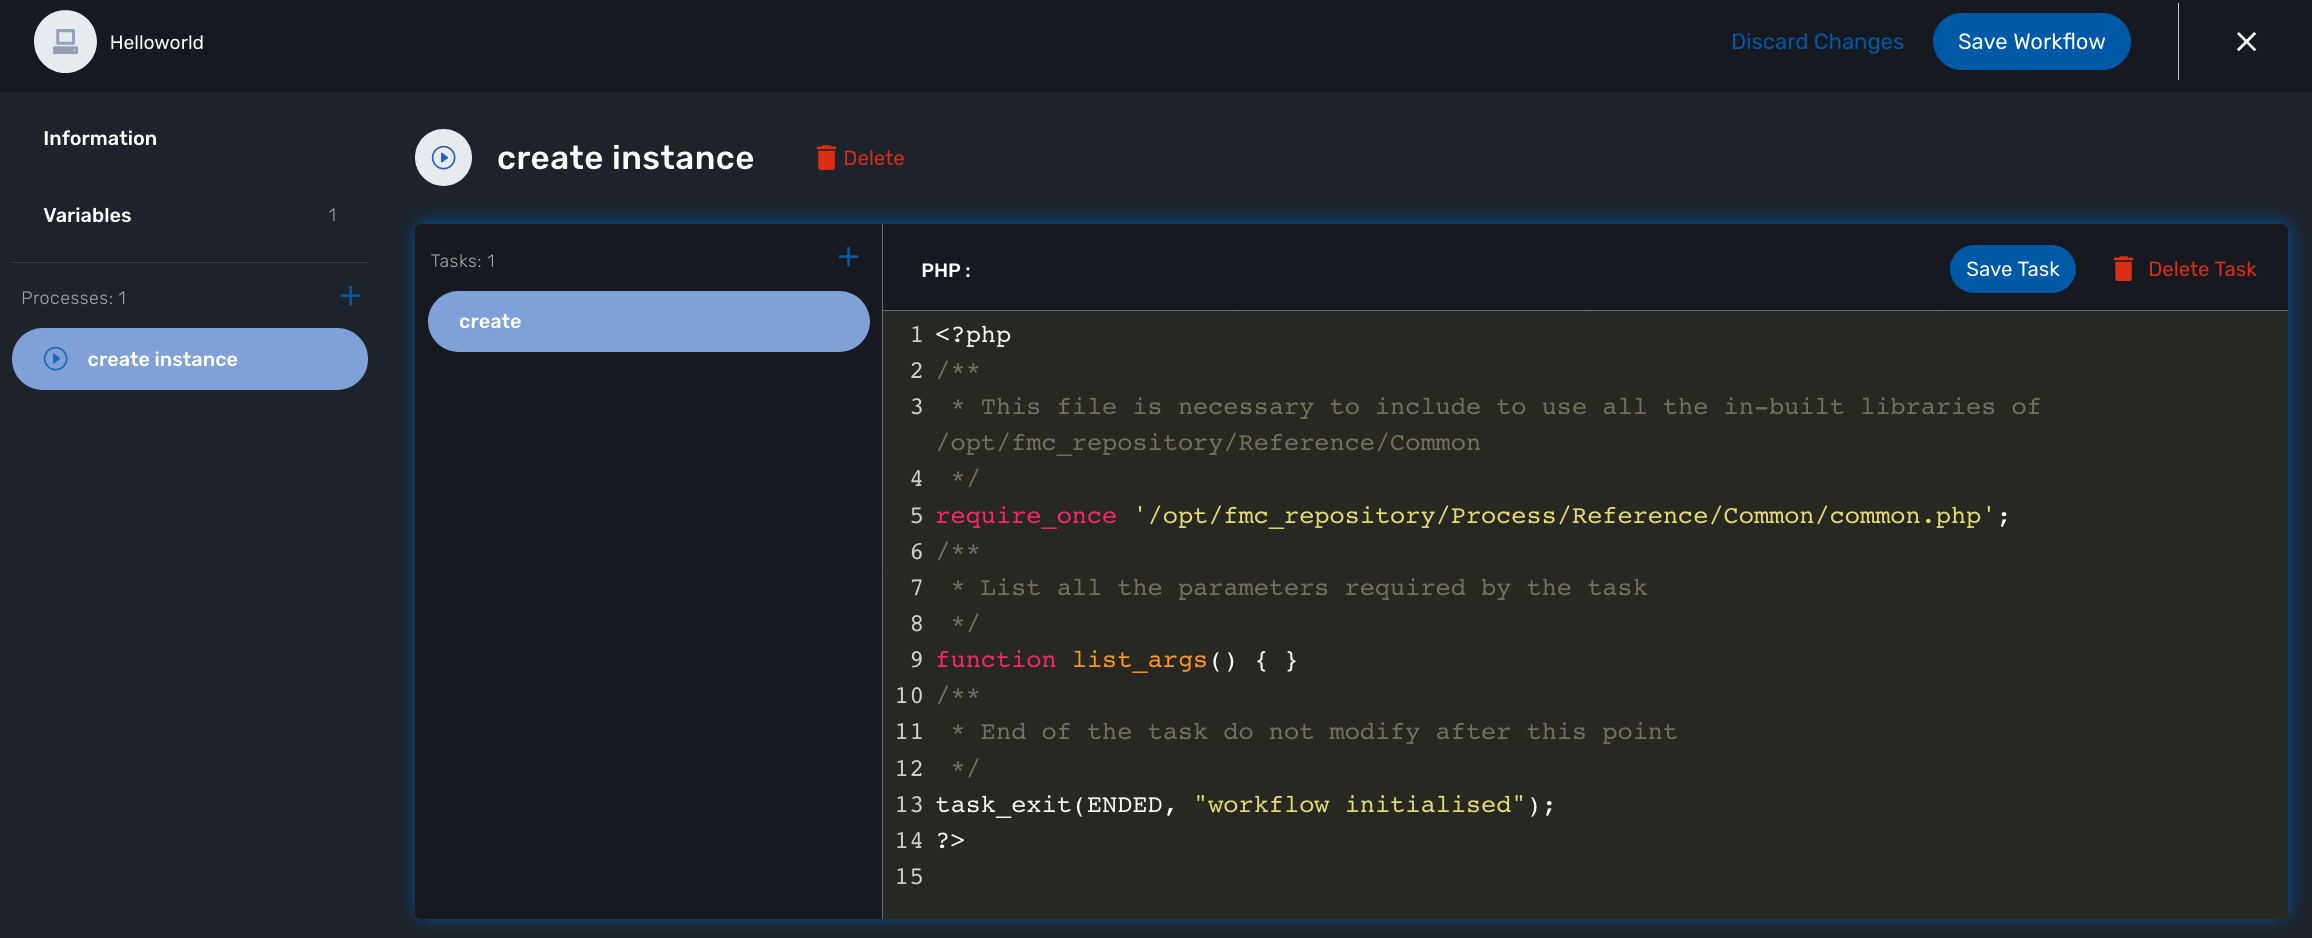 Helloworld
Discard Changes
Save Workflow
Information
Variables 1
Processes: 1
create instance
create instance
Delete
Tasks: 1
create
PHP :
Save Task
Delete Task
1 <?php
2 /**
3  * This file is necessary to include to use all the in-built libraries of
/opt/fmc_repository/Reference/Common
4  */
5 require_once '/opt/fmc_repository/Process/Reference/Common/common.php';
6 /**
7  * List all the parameters required by the task
8  */
9 function list_args() { }
10 /**
11  * End of the task do not modify after this point
12  */
13 task_exit(ENDED, "workflow initialised");
14 ?>
15